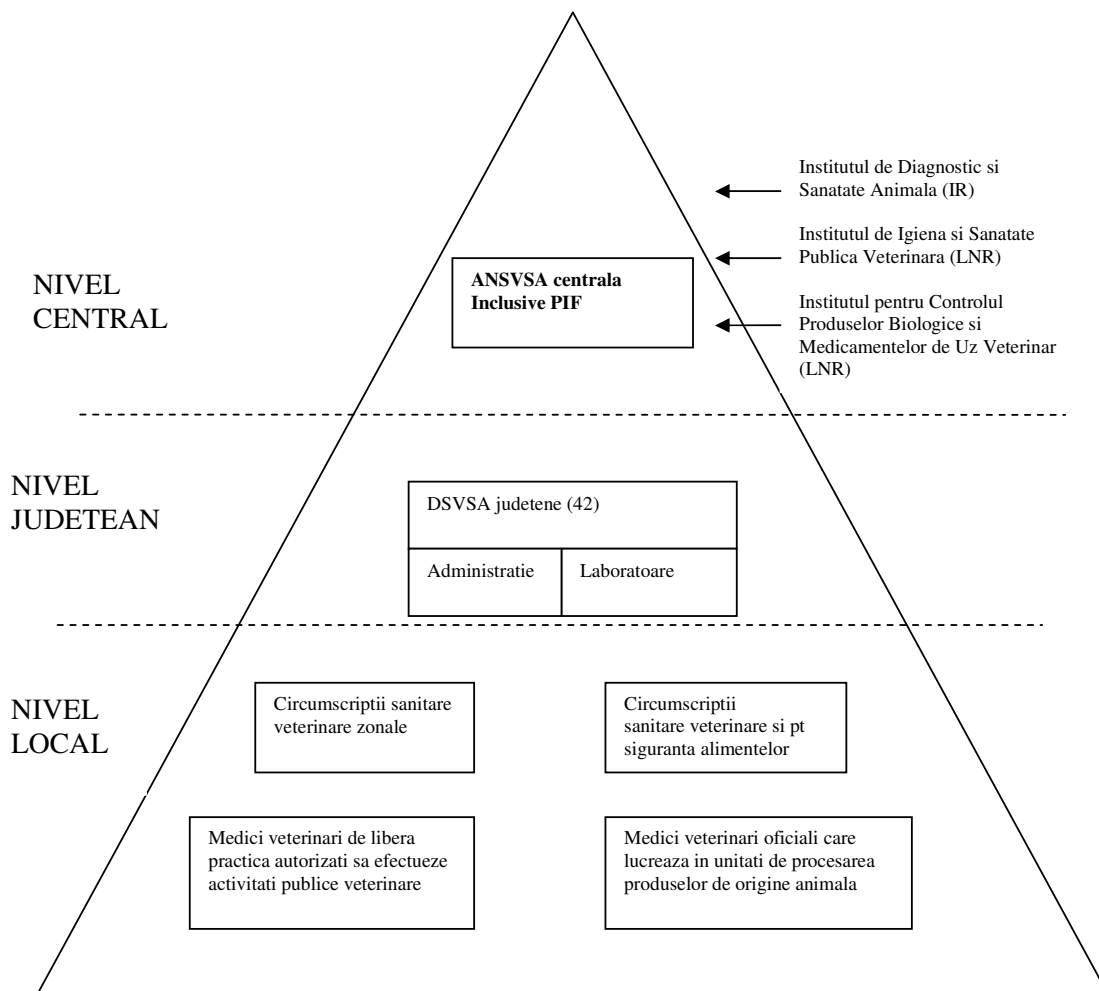 Institutul de Diagnostic si
Sanatate Animala (IR)
Institutul de Igiena si Sanatate
Publica Veterinara (LNR)
NIVEL
CENTRAL
ANSVSA centrala
Inclusive PIF
Institutul pentru Controlul
Produselor Biologice si
Medicamentelor de Uz Veterinar
(LNR)
NIVEL
JUDETEAN
DSVSA judetene (42)
Administratie
Laboratoare
NIVEL
LOCAL
Circumscriptii sanitare
veterinare zonale
Circumscriptii
sanitare veterinare si pt
siguranta alimentelor
Medici veterinari de libera
practica autorizati sa efectueze
activitati publice veterinare
Medici veterinari oficiali care
lucreaza in unitati de procesarea
produselor de origine animala